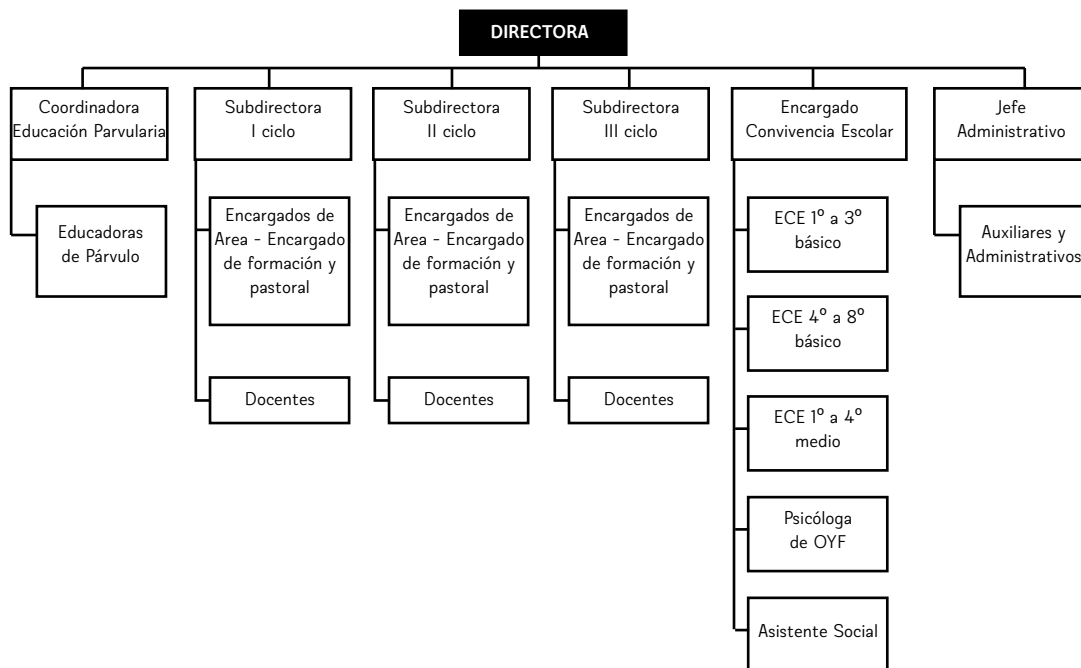 DIRECTORA
Coordinadora
Educación Parvularia
Subdirectora
I ciclo
Subdirectora
II ciclo
Subdirectora
III ciclo
Encargado
Convivencia Escolar
Jefe
Administrativo
Educadoras
de Párvulo
Encargados de
Area - Encargado
de formación y
pastoral
Encargados de
Area - Encargado
de formación y
pastoral
Encargados de
Area - Encargado
de formación y
pastoral
ECE 1º a 3º
básico
Auxiliares y
Administrativos
ECE 4º a 8º
básico
Docentes
Docentes
Docentes
ECE 1º a 4º
medio
Psicóloga
de OYF
Asistente Social